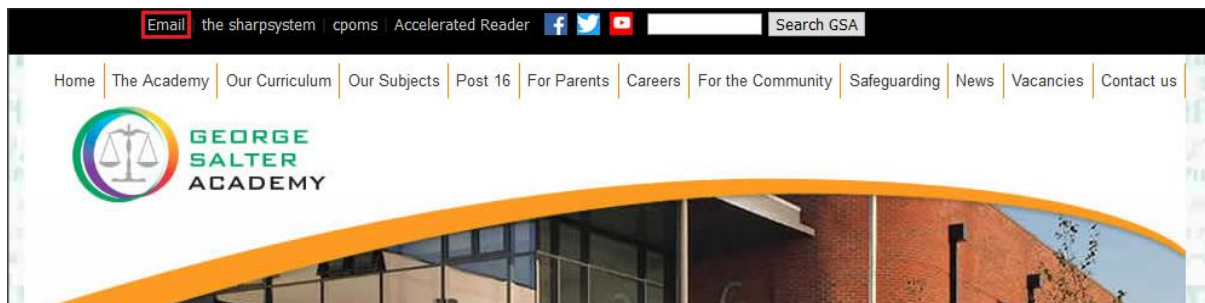 Email the sharpsystem cpoms Accelerated Reader Search GSA
Home The Academy Our Curriculum Our Subjects Post 16 For Parents Careers For the Community Safeguarding News Vacancies Contact us
GEORGE
SALTER
ACADEMY